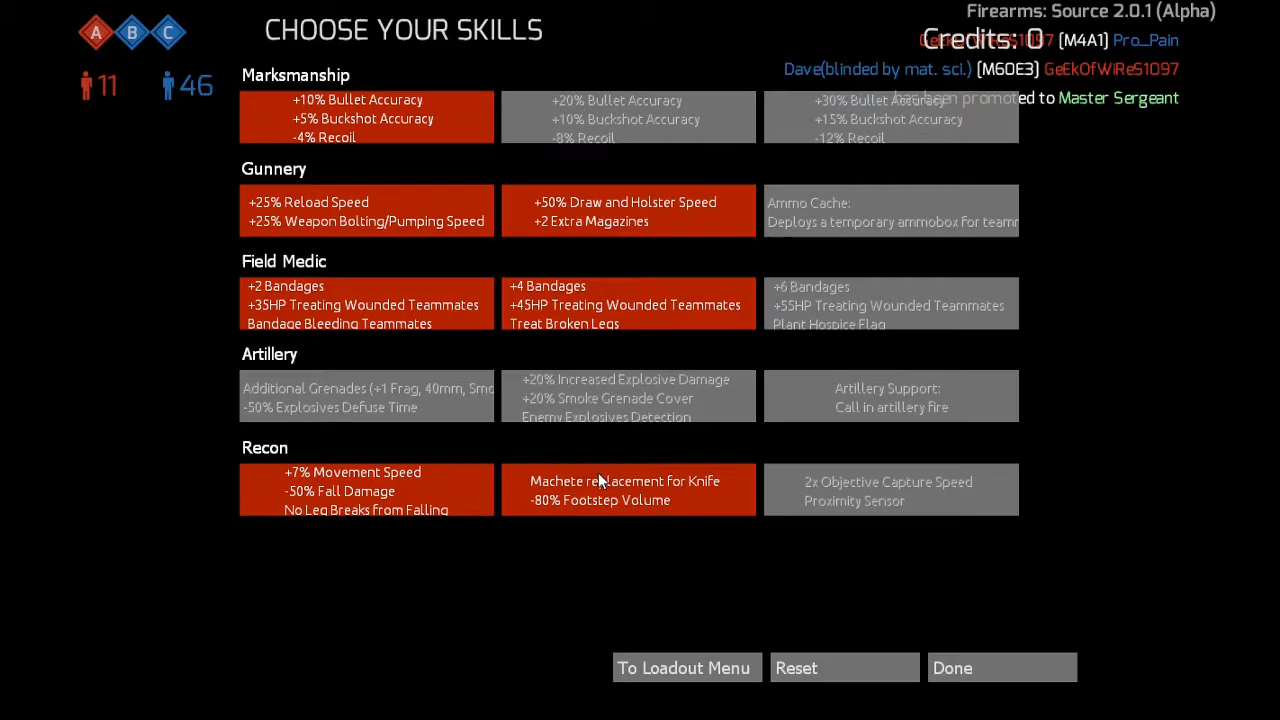 Firearms: Source 2.0.1 (Alpha)
CHOOSE YOUR SKILLS
A B C
Credits: 0
GeEkOfWiReS1097 [M4A1] Pro_Pain
11 46
Dave(blinded by mat. sci.) [M60E3] GeEkOfWiReS1097
has been promoted to Master Sergeant
Marksmanship
+10% Bullet Accuracy
+5% Buckshot Accuracy
-4% Recoil
+20% Bullet Accuracy
+10% Buckshot Accuracy
-8% Recoil
+30% Bullet Accuracy
+15% Buckshot Accuracy
-12% Recoil
Gunnery
+25% Reload Speed
+25% Weapon Bolting/Pumping Speed
+50% Draw and Holster Speed
+2 Extra Magazines
Ammo Cache:
Deploys a temporary ammobox for teamr
Field Medic
+2 Bandages
+35HP Treating Wounded Teammates
Bandage Bleeding Teammates
+4 Bandages
+45HP Treating Wounded Teammates
Treat Broken Legs
+6 Bandages
+55HP Treating Wounded Teammates
Plant Hospice Flag
Artillery
Additional Grenades (+1 Frag, 40mm, Smo
-50% Explosives Defuse Time
+20% Increased Explosive Damage
+20% Smoke Grenade Cover
Enemy Explosives Detection
Artillery Support:
Call in artillery fire
Recon
+7% Movement Speed
-50% Fall Damage
No Leg Breaks from Falling
Machete replacement for Knife
-80% Footstep Volume
2x Objective Capture Speed
Proximity Sensor
To Loadout Menu
Reset
Done